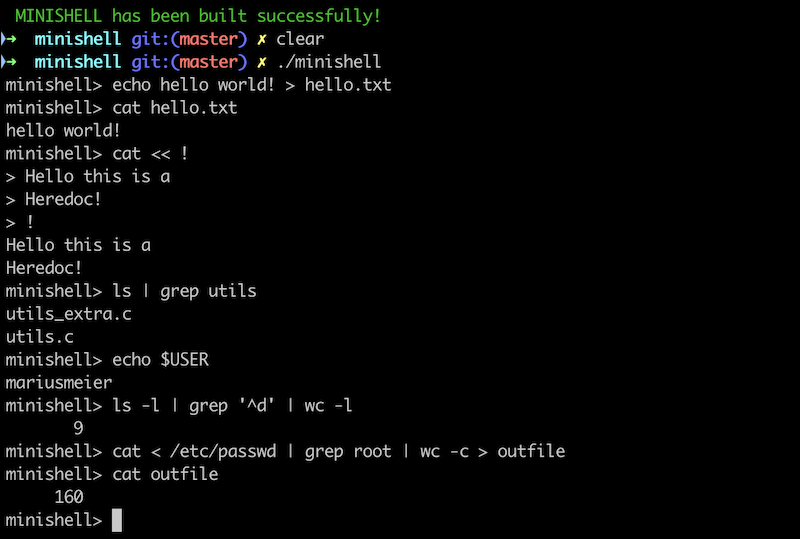 MINISHELL has been built successfully!
➜ minishell git:(master) ✗ clear
➜ minishell git:(master) ✗ ./minishell
minishell> echo hello world! > hello.txt
minishell> cat hello.txt
hello world!
minishell> cat << !
> Hello this is a
> Heredoc!
> !
Hello this is a
Heredoc!
minishell> ls | grep utils
utils_extra.c
utils.c
minishell> echo $USER
mariusmeier
minishell> ls -l | grep '^d' | wc -l
9
minishell> cat < /etc/passwd | grep root | wc -c > outfile
minishell> cat outfile
160
minishell>